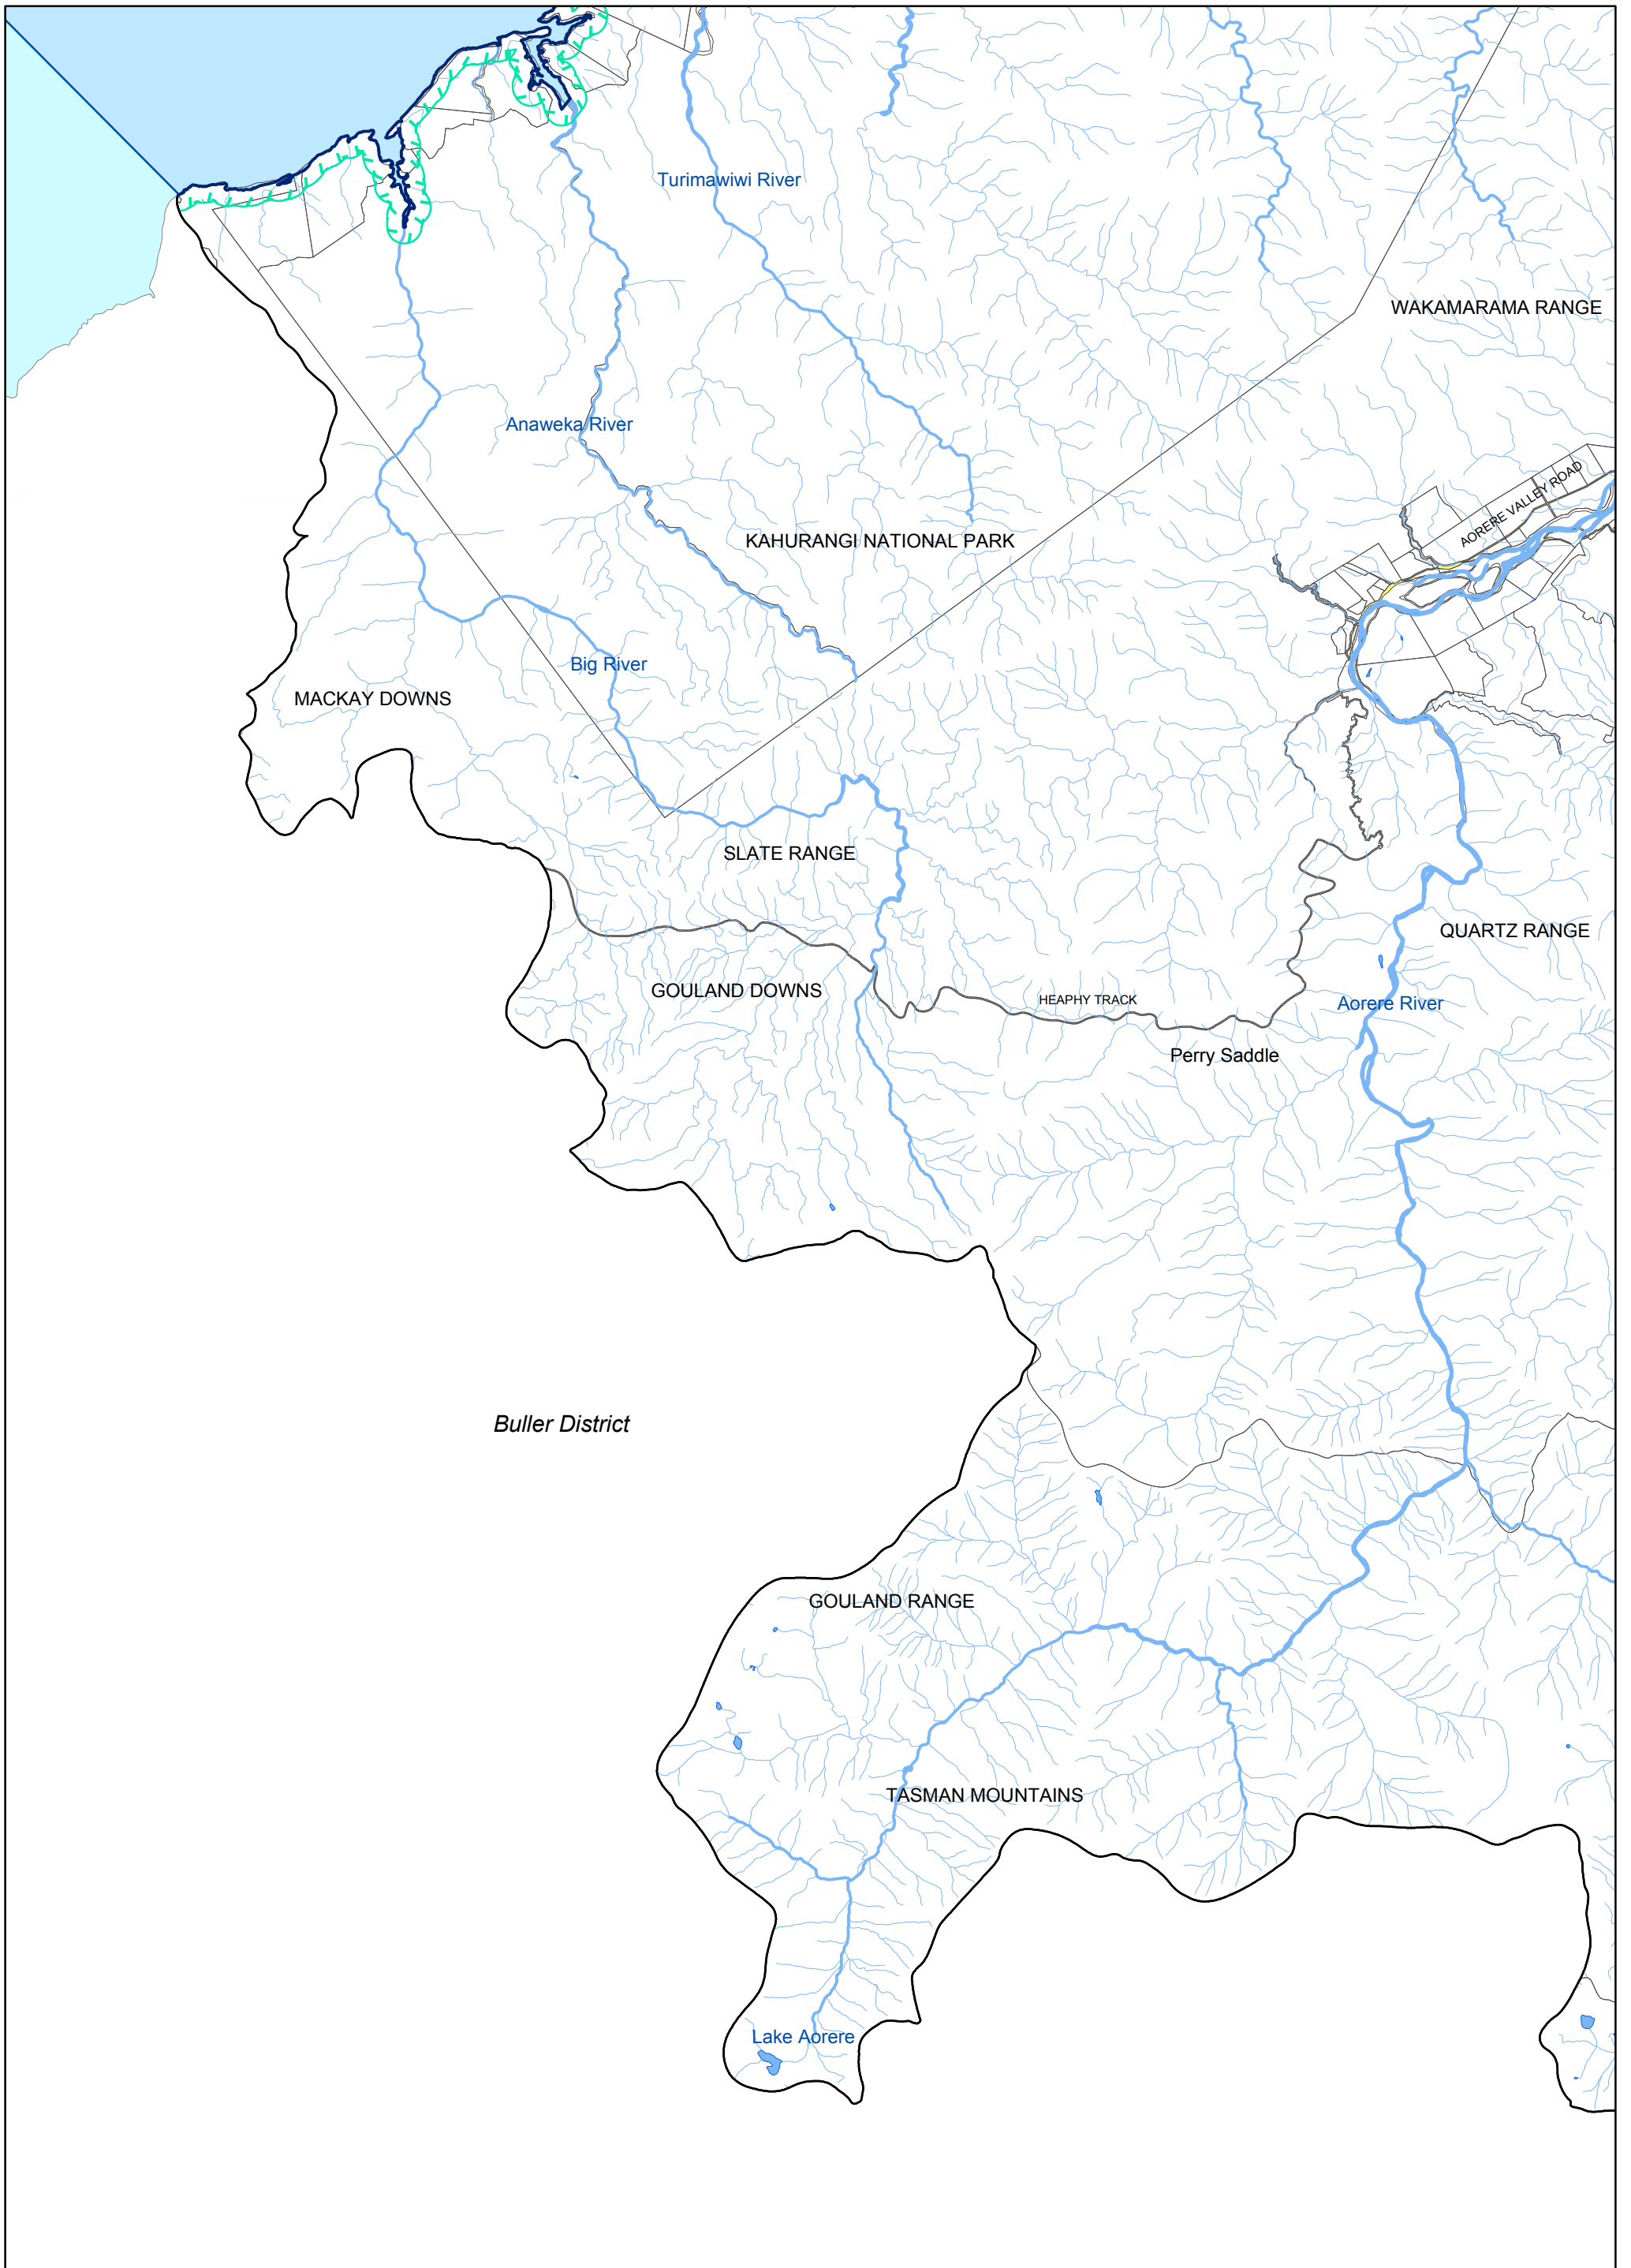 Turimawiwi River
WAKAMARAMA RANGE
Anaweka River
AORERE VALLEY ROAD
KAHURANGI NATIONAL PARK
Big River
MACKAY DOWNS
SLATE RANGE
QUARTZ RANGE
GOULAND DOWNS
HEAPHY TRACK
Aorere River
Perry Saddle
Buller District
GOULAND RANGE
TASMAN MOUNTAINS
Lake Aorere